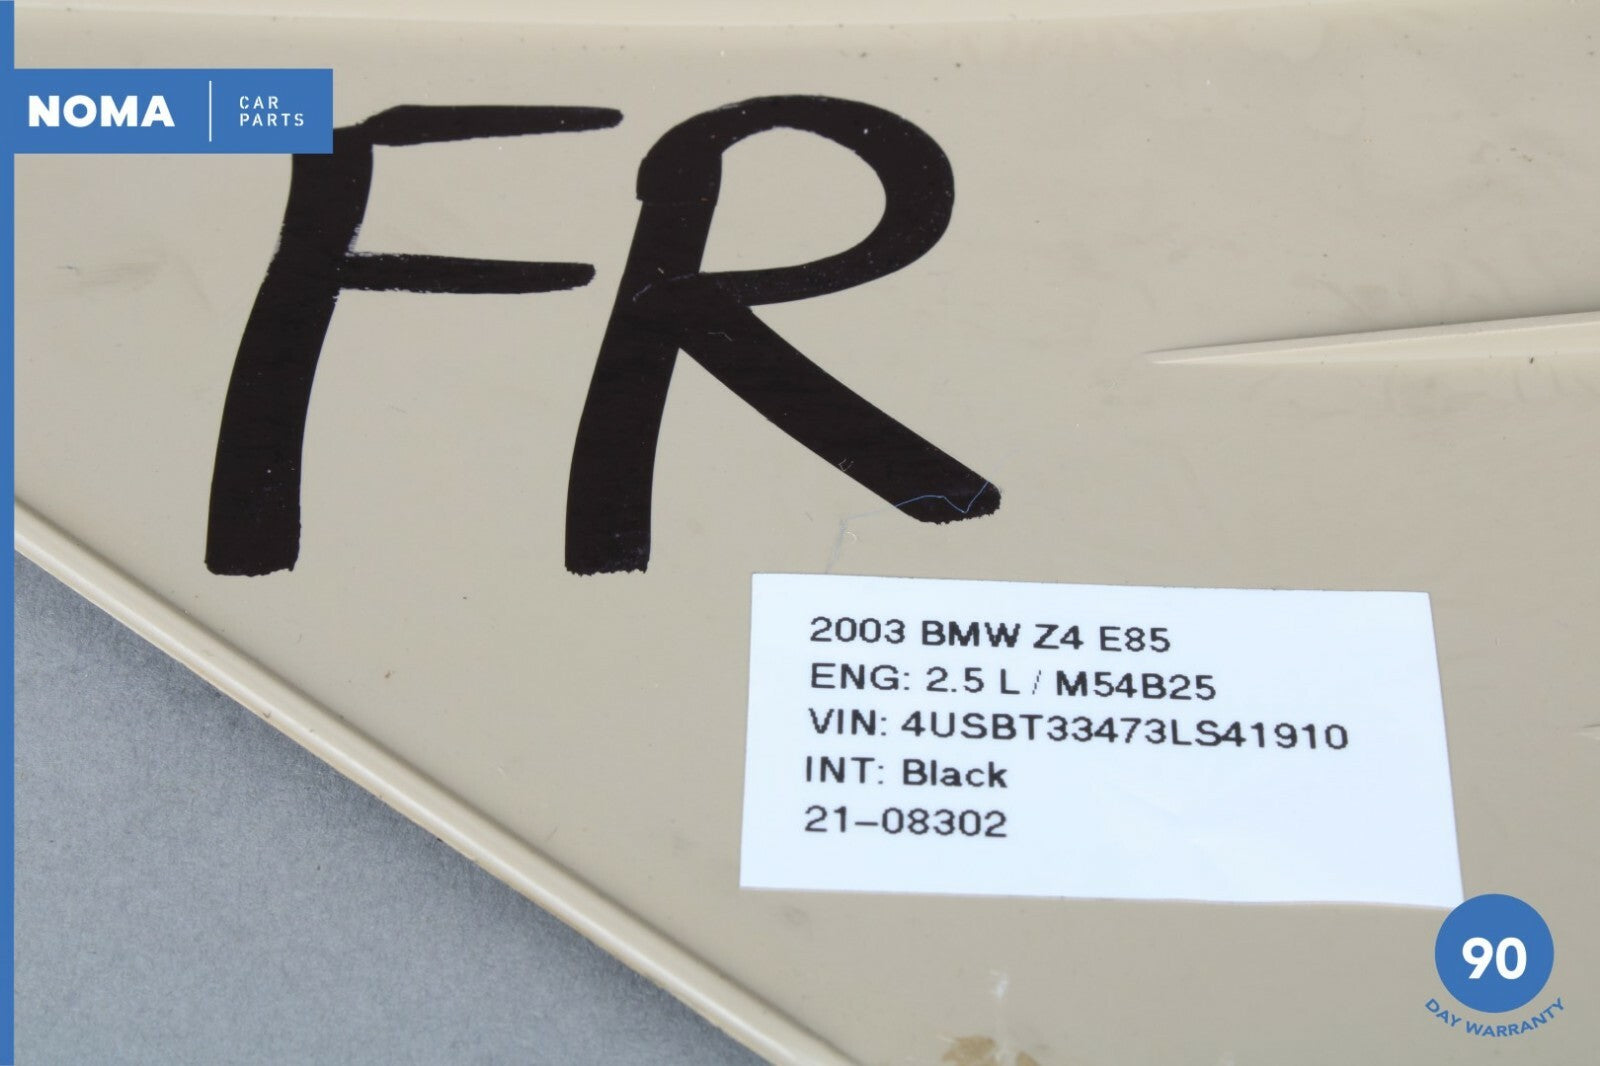 NOMA
CAR
PARTS
FR
2003 BMW Z4 E85
ENG: 2.5 L / M54B25
VIN: 4USBT33473LS41910
INT: Black
21-08302
90
DAY WARRANTY